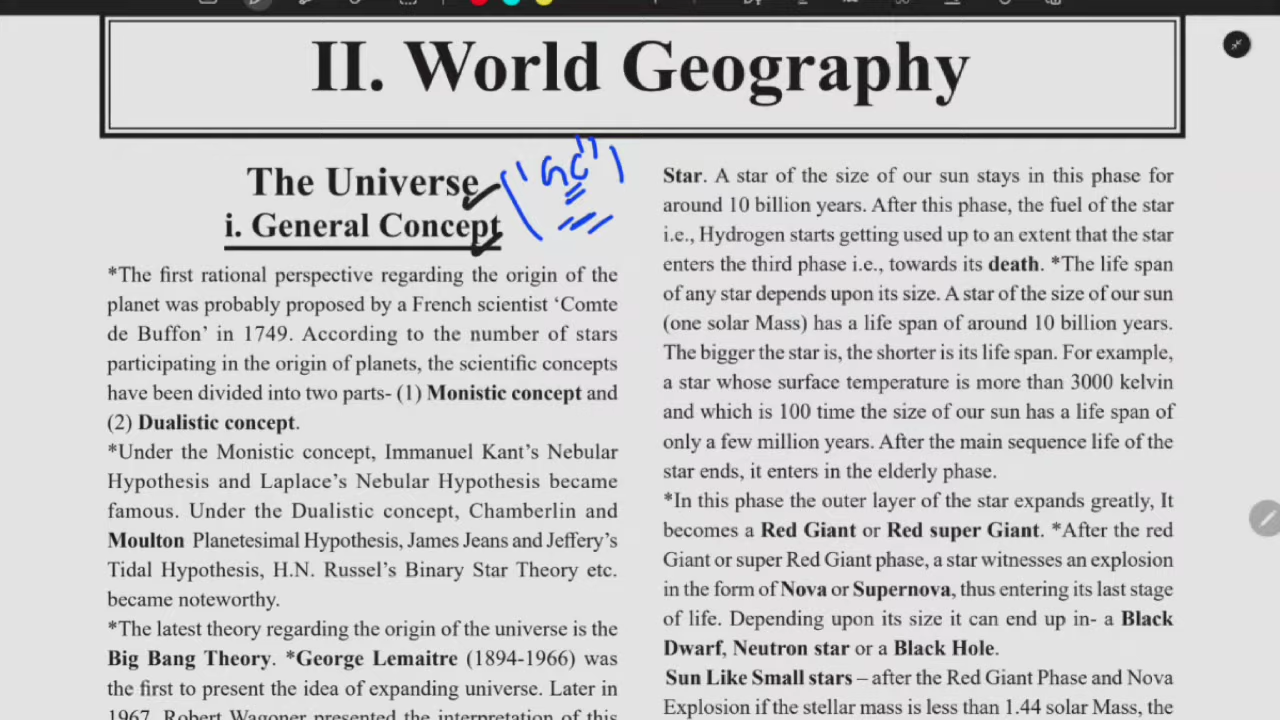 II. World Geography
The Universe
i. General Concept
"GC"
*The first rational perspective regarding the origin of the
planet was probably proposed by a French scientist ‘Comte
de Buffon’ in 1749. According to the number of stars
participating in the origin of planets, the scientific concepts
have been divided into two parts- (1) Monistic concept and
(2) Dualistic concept.
*Under the Monistic concept, Immanuel Kant’s Nebular
Hypothesis and Laplace’s Nebular Hypothesis became
famous. Under the Dualistic concept, Chamberlin and
Moulton Planetesimal Hypothesis, James Jeans and Jeffery’s
Tidal Hypothesis, H.N. Russel’s Binary Star Theory etc.
became noteworthy.
*The latest theory regarding the origin of the universe is the
Big Bang Theory. *George Lemaitre (1894-1966) was
the first to present the idea of expanding universe. Later in
1967, Robert Wagoner presented the interpretation of this
Star. A star of the size of our sun stays in this phase for
around 10 billion years. After this phase, the fuel of the star
i.e., Hydrogen starts getting used up to an extent that the star
enters the third phase i.e., towards its death. *The life span
of any star depends upon its size. A star of the size of our sun
(one solar Mass) has a life span of around 10 billion years.
The bigger the star is, the shorter is its life span. For example,
a star whose surface temperature is more than 3000 kelvin
and which is 100 time the size of our sun has a life span of
only a few million years. After the main sequence life of the
star ends, it enters in the elderly phase.
*In this phase the outer layer of the star expands greatly, It
becomes a Red Giant or Red super Giant. *After the red
Giant or super Red Giant phase, a star witnesses an explosion
in the form of Nova or Supernova, thus entering its last stage
of life. Depending upon its size it can end up in- a Black
Dwarf, Neutron star or a Black Hole.
Sun Like Small stars – after the Red Giant Phase and Nova
Explosion if the stellar mass is less than 1.44 solar Mass, the